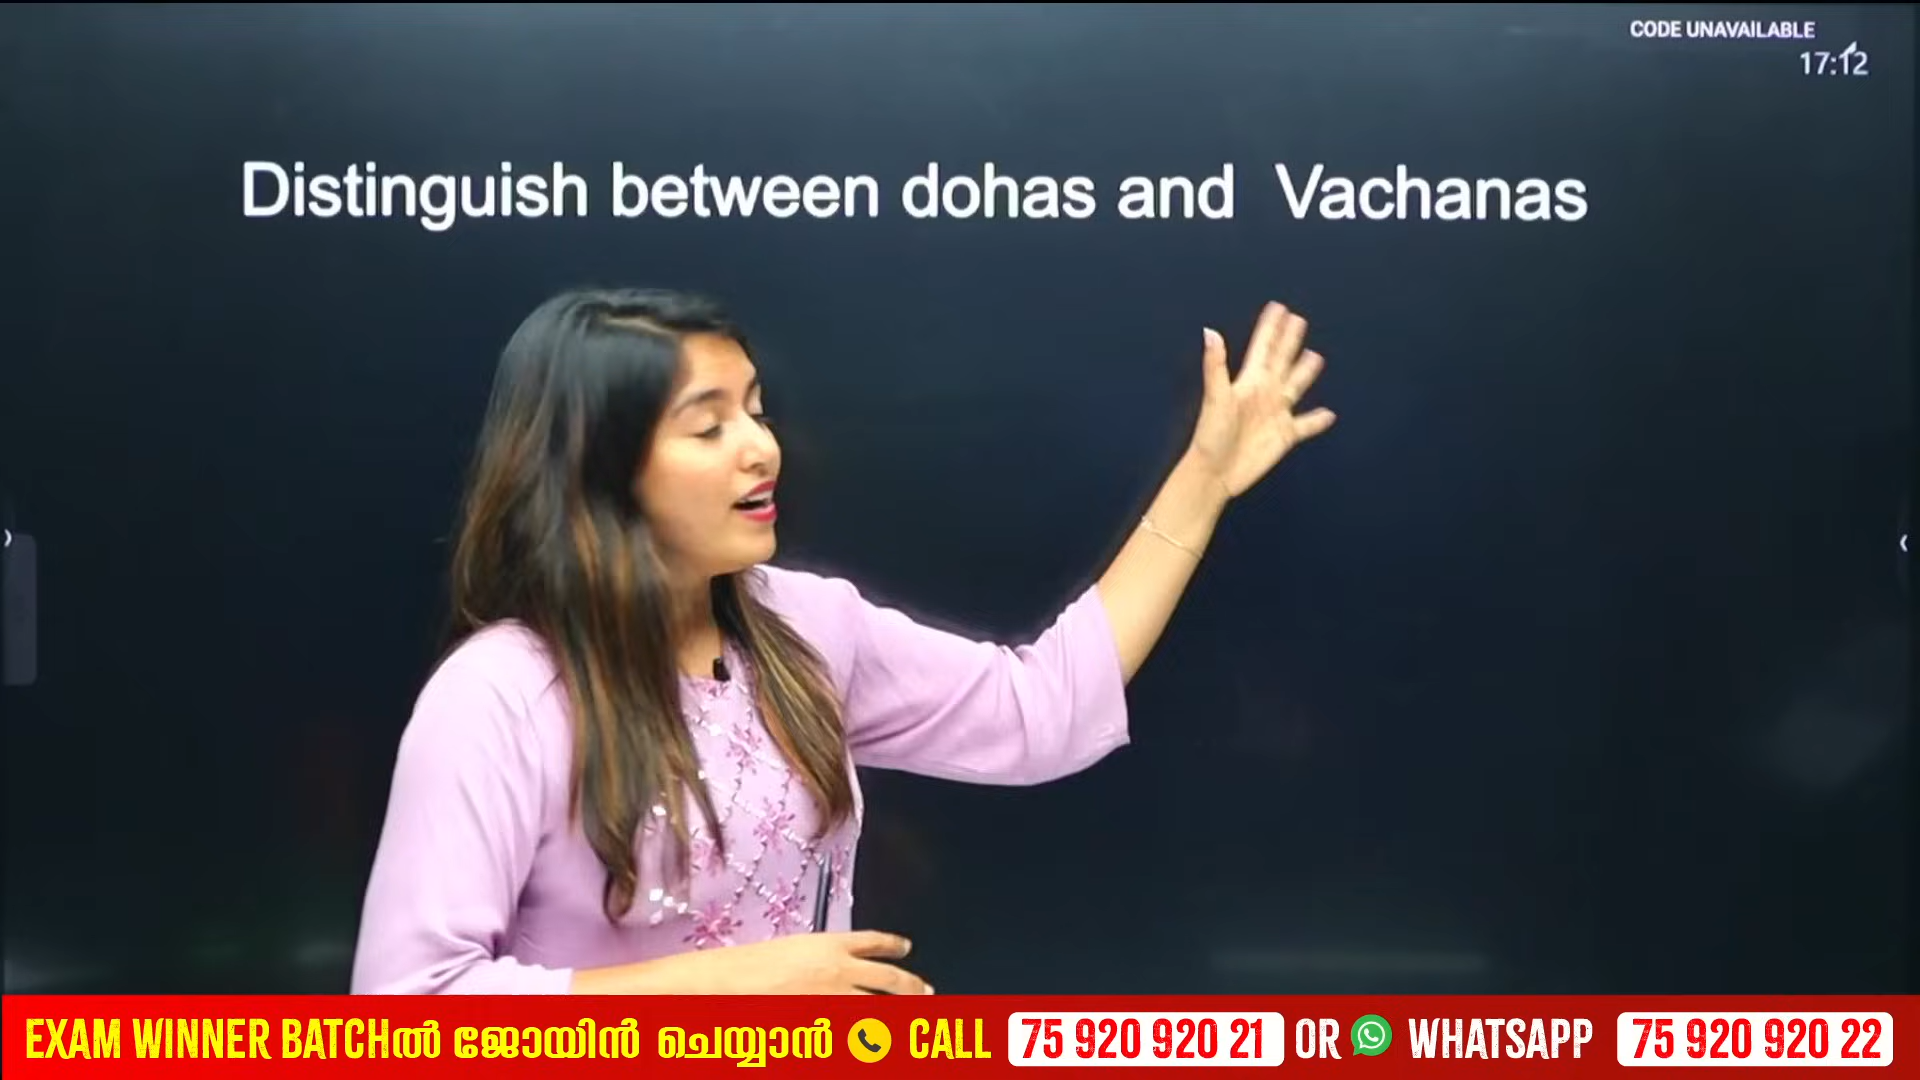 CODE UNAVAILABLE
17:12
Distinguish between dohas and Vachanas
EXAM WINNER BATCHൽ ജോയിൻ ചെയ്യാൻ CALL 75 920 920 21 OR WHATSAPP 75 920 920 22